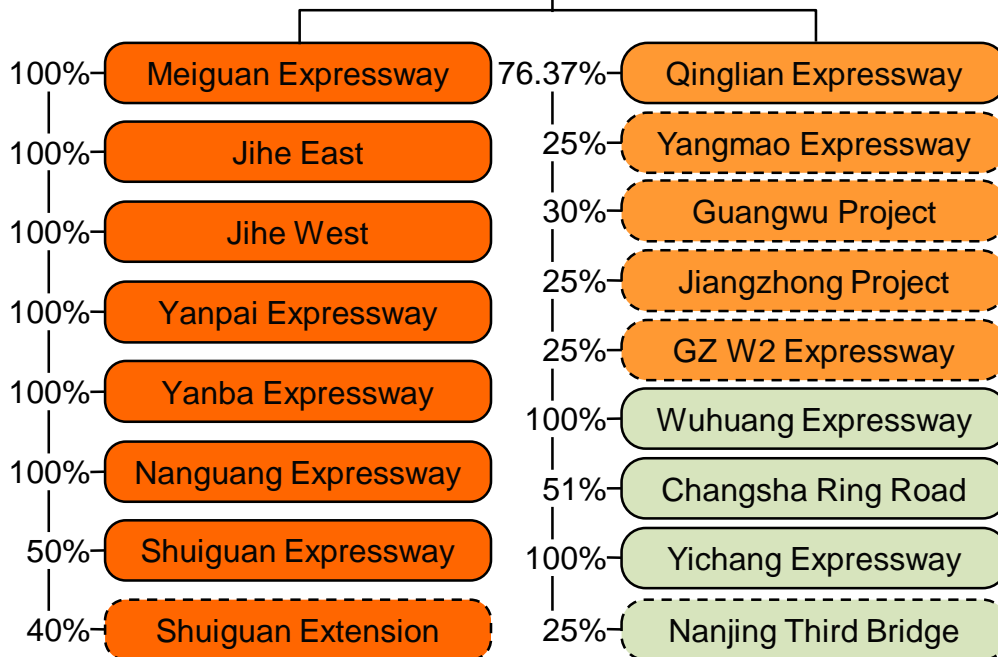 100% Meiguan Expressway
100% Jihe East
100% Jihe West
100% Yanpai Expressway
100% Yanba Expressway
100% Nanguang Expressway
50% Shuiguan Expressway
40% Shuiguan Extension
76.37% Qinglian Expressway
25% Yangmao Expressway
30% Guangwu Project
25% Jiangzhong Project
25% GZ W2 Expressway
100% Wuhuang Expressway
51% Changsha Ring Road
100% Yichang Expressway
25% Nanjing Third Bridge